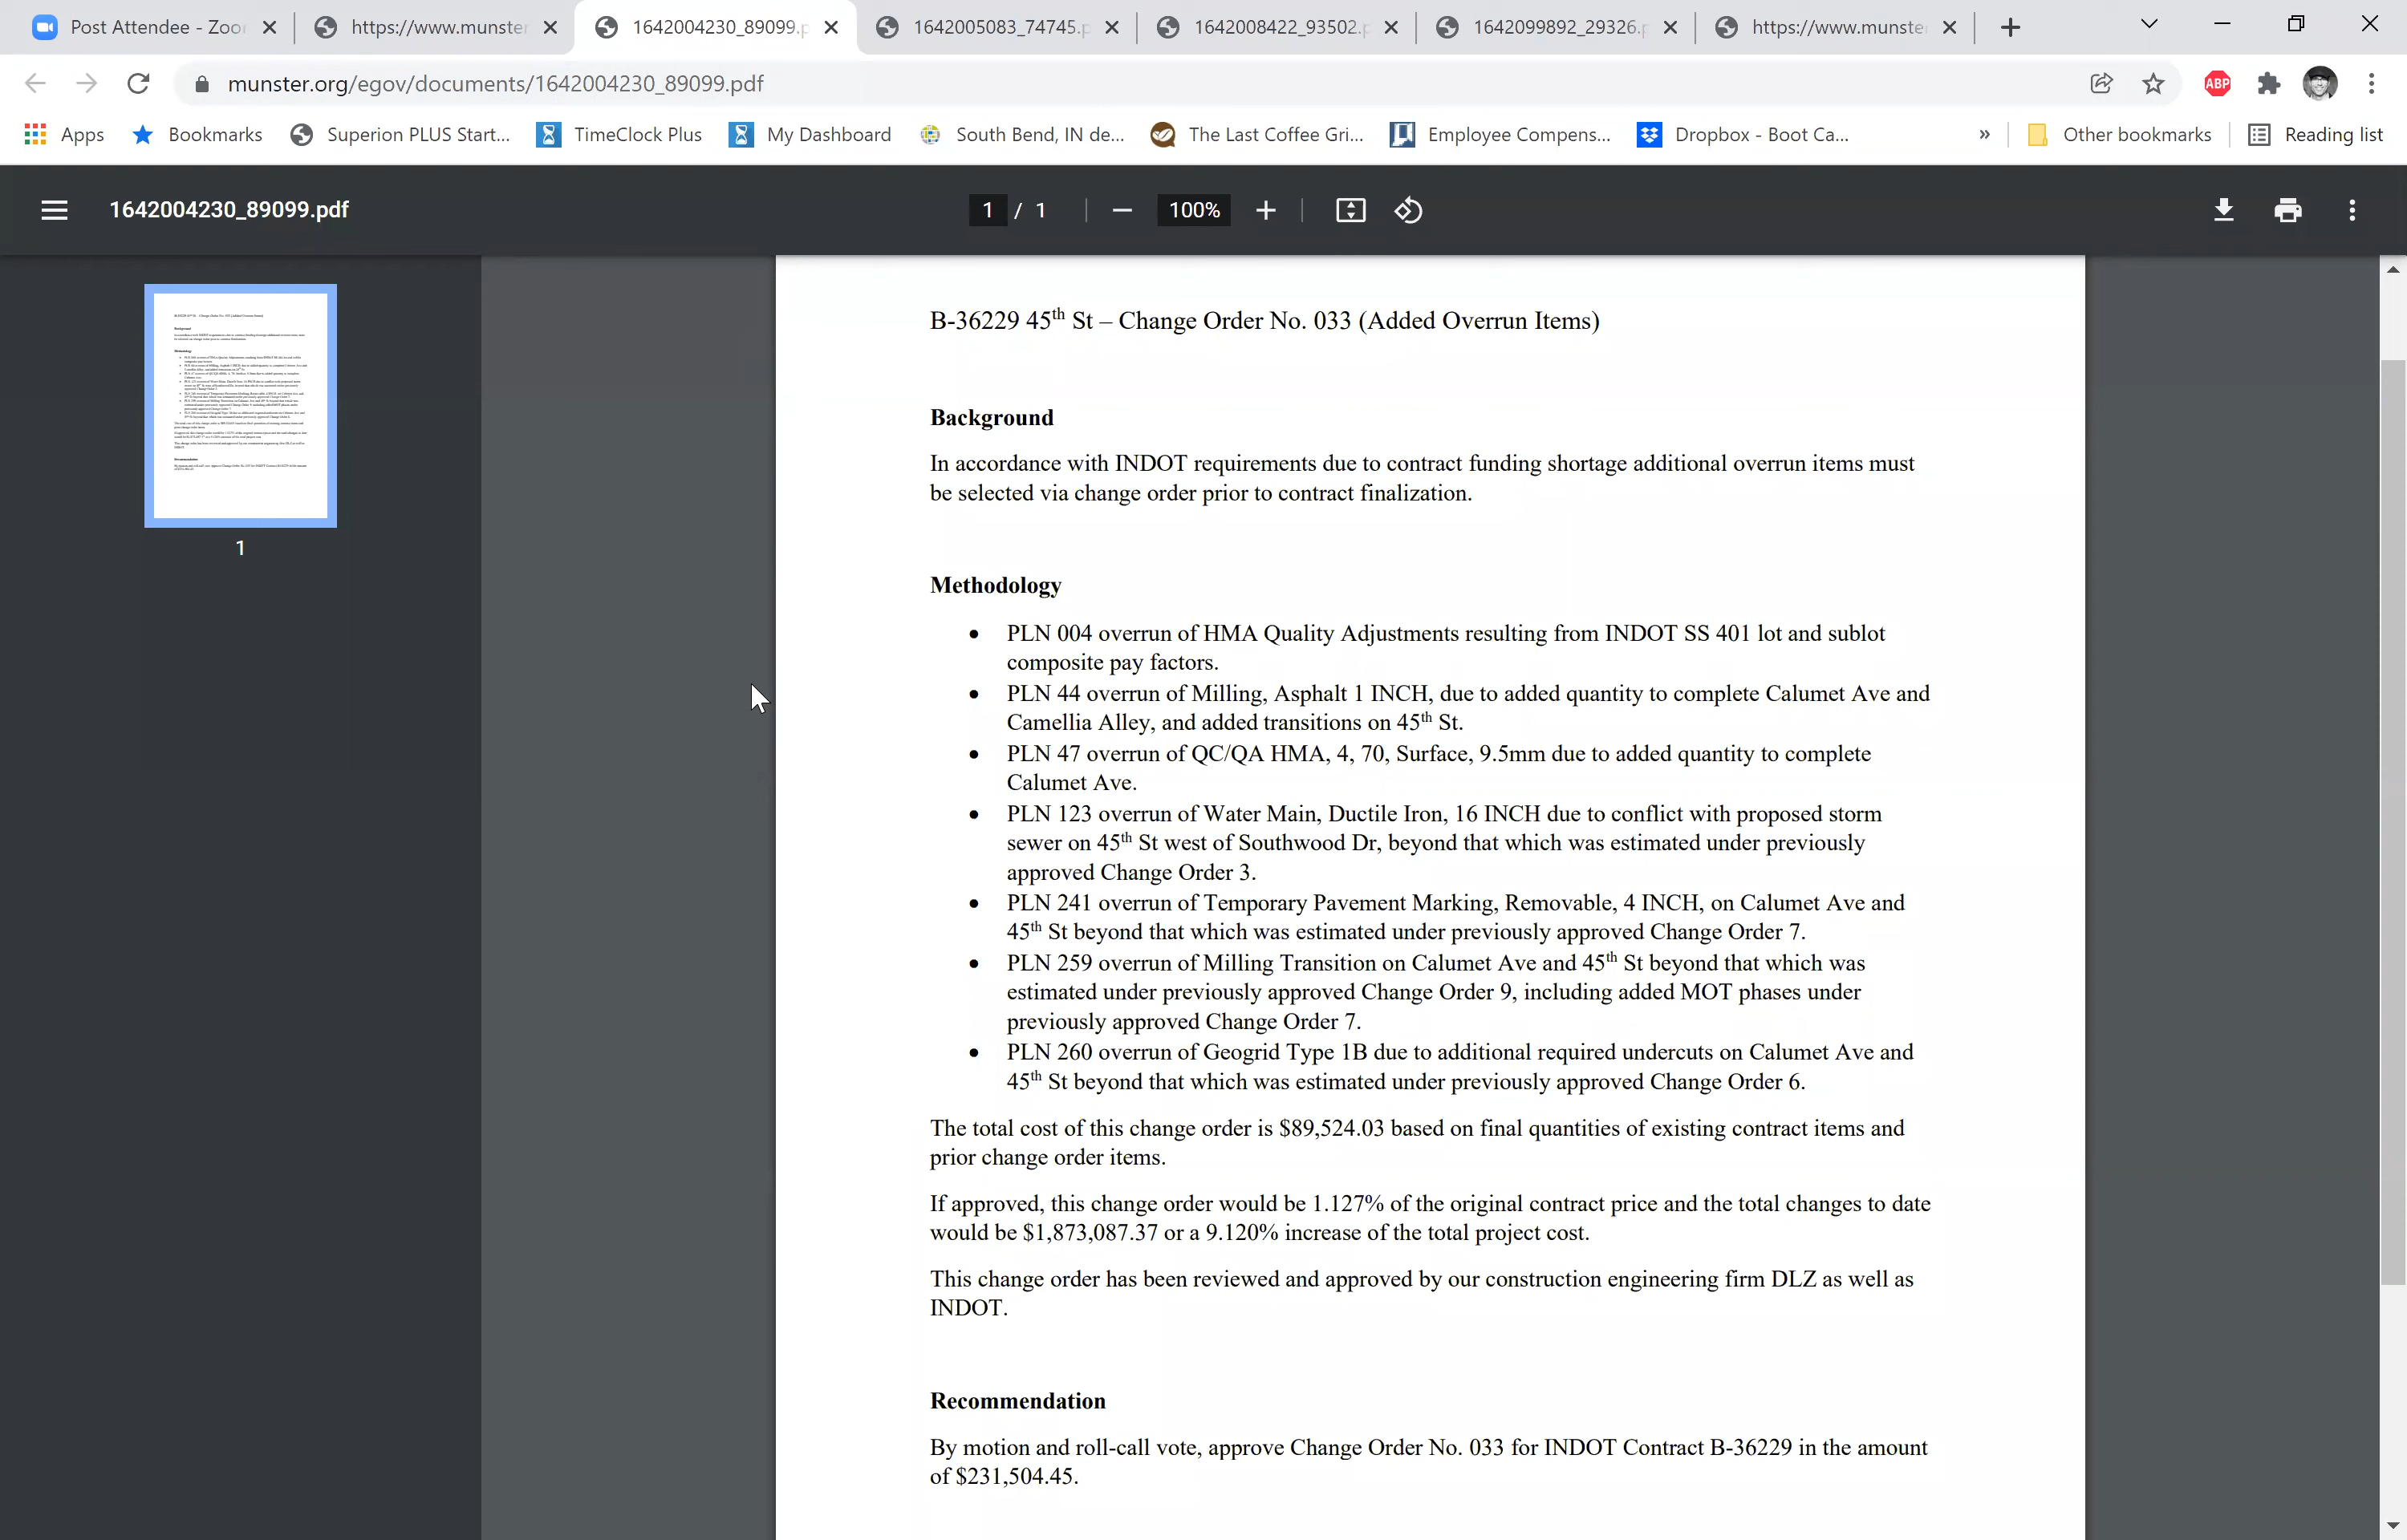 Post Attendee - Zoo
https://www.munster
1642004230_89099.p
1642005083_74745.p
1642008422_93502.p
1642099892_29326.p
https://www.munste
munster.org/egov/documents/1642004230_89099.pdf
ABP
Apps
Bookmarks
Superion PLUS Start...
TimeClock Plus
My Dashboard
South Bend, IN de...
The Last Coffee Gri...
Employee Compens...
Dropbox - Boot Ca...
»
Other bookmarks
Reading list
1642004230_89099.pdf
1 / 1
100%
1
B-36229 45th St – Change Order No. 033 (Added Overrun Items)
Background
In accordance with INDOT requirements due to contract funding shortage additional overrun items must
be selected via change order prior to contract finalization.
Methodology
• PLN 004 overrun of HMA Quality Adjustments resulting from INDOT SS 401 lot and sublot
composite pay factors.
• PLN 44 overrun of Milling, Asphalt 1 INCH, due to added quantity to complete Calumet Ave and
Camellia Alley, and added transitions on 45th St.
• PLN 47 overrun of QC/QA HMA, 4, 70, Surface, 9.5mm due to added quantity to complete
Calumet Ave.
• PLN 123 overrun of Water Main, Ductile Iron, 16 INCH due to conflict with proposed storm
sewer on 45th St west of Southwood Dr, beyond that which was estimated under previously
approved Change Order 3.
• PLN 241 overrun of Temporary Pavement Marking, Removable, 4 INCH, on Calumet Ave and
45th St beyond that which was estimated under previously approved Change Order 7.
• PLN 259 overrun of Milling Transition on Calumet Ave and 45th St beyond that which was
estimated under previously approved Change Order 9, including added MOT phases under
previously approved Change Order 7.
• PLN 260 overrun of Geogrid Type 1B due to additional required undercuts on Calumet Ave and
45th St beyond that which was estimated under previously approved Change Order 6.
The total cost of this change order is $89,524.03 based on final quantities of existing contract items and
prior change order items.
If approved, this change order would be 1.127% of the original contract price and the total changes to date
would be $1,873,087.37 or a 9.120% increase of the total project cost.
This change order has been reviewed and approved by our construction engineering firm DLZ as well as
INDOT.
Recommendation
By motion and roll-call vote, approve Change Order No. 033 for INDOT Contract B-36229 in the amount
of $231,504.45.